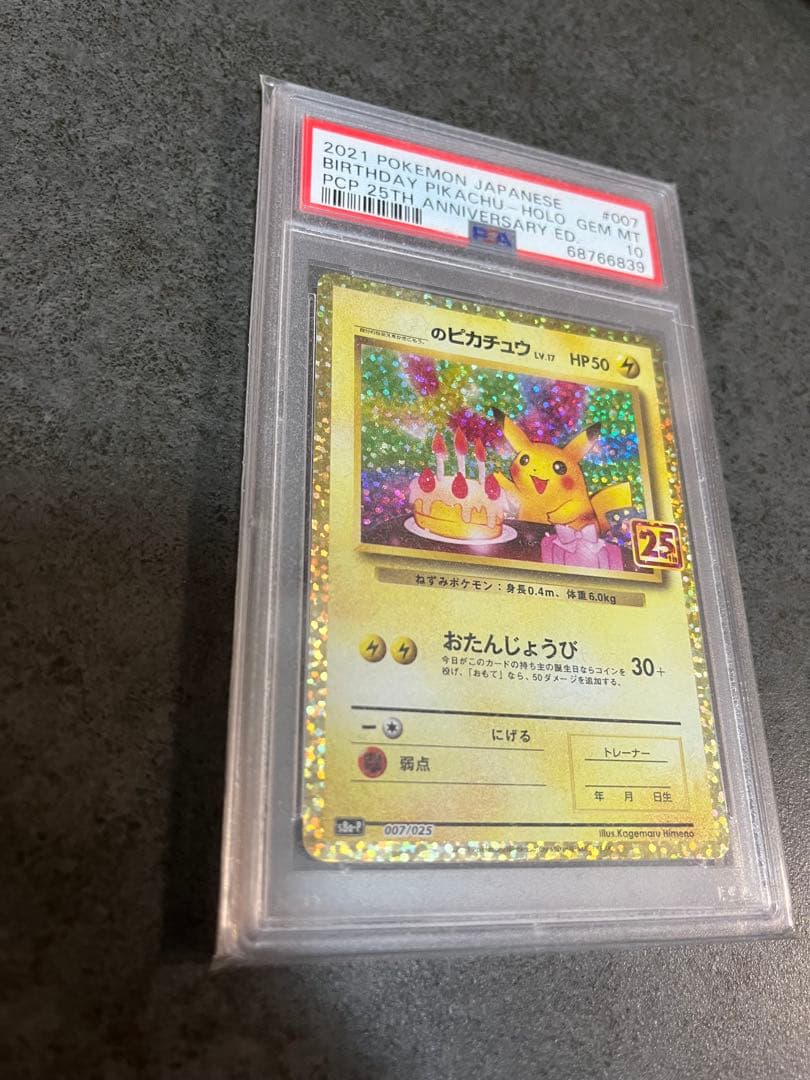 2021 POKEMON JAPANESE #007
BIRTHDAY PIKACHU-HOLO GEM MT
PCP 25TH ANNIVERSARY ED. 10
PSA 68766839
のピカチュウ LV.17 HP50
25
ねずみポケモン：身長0.4m、体重6.0kg
おたんじょうび 30+
今日がこのカードの持ち主の誕生日ならコインを
投げ、「おもて」なら、50ダメージを追加する。
にげる
弱点
トレーナー
年 月 日生
s8a-P 007/025
Illus.Kagemaru Himeno